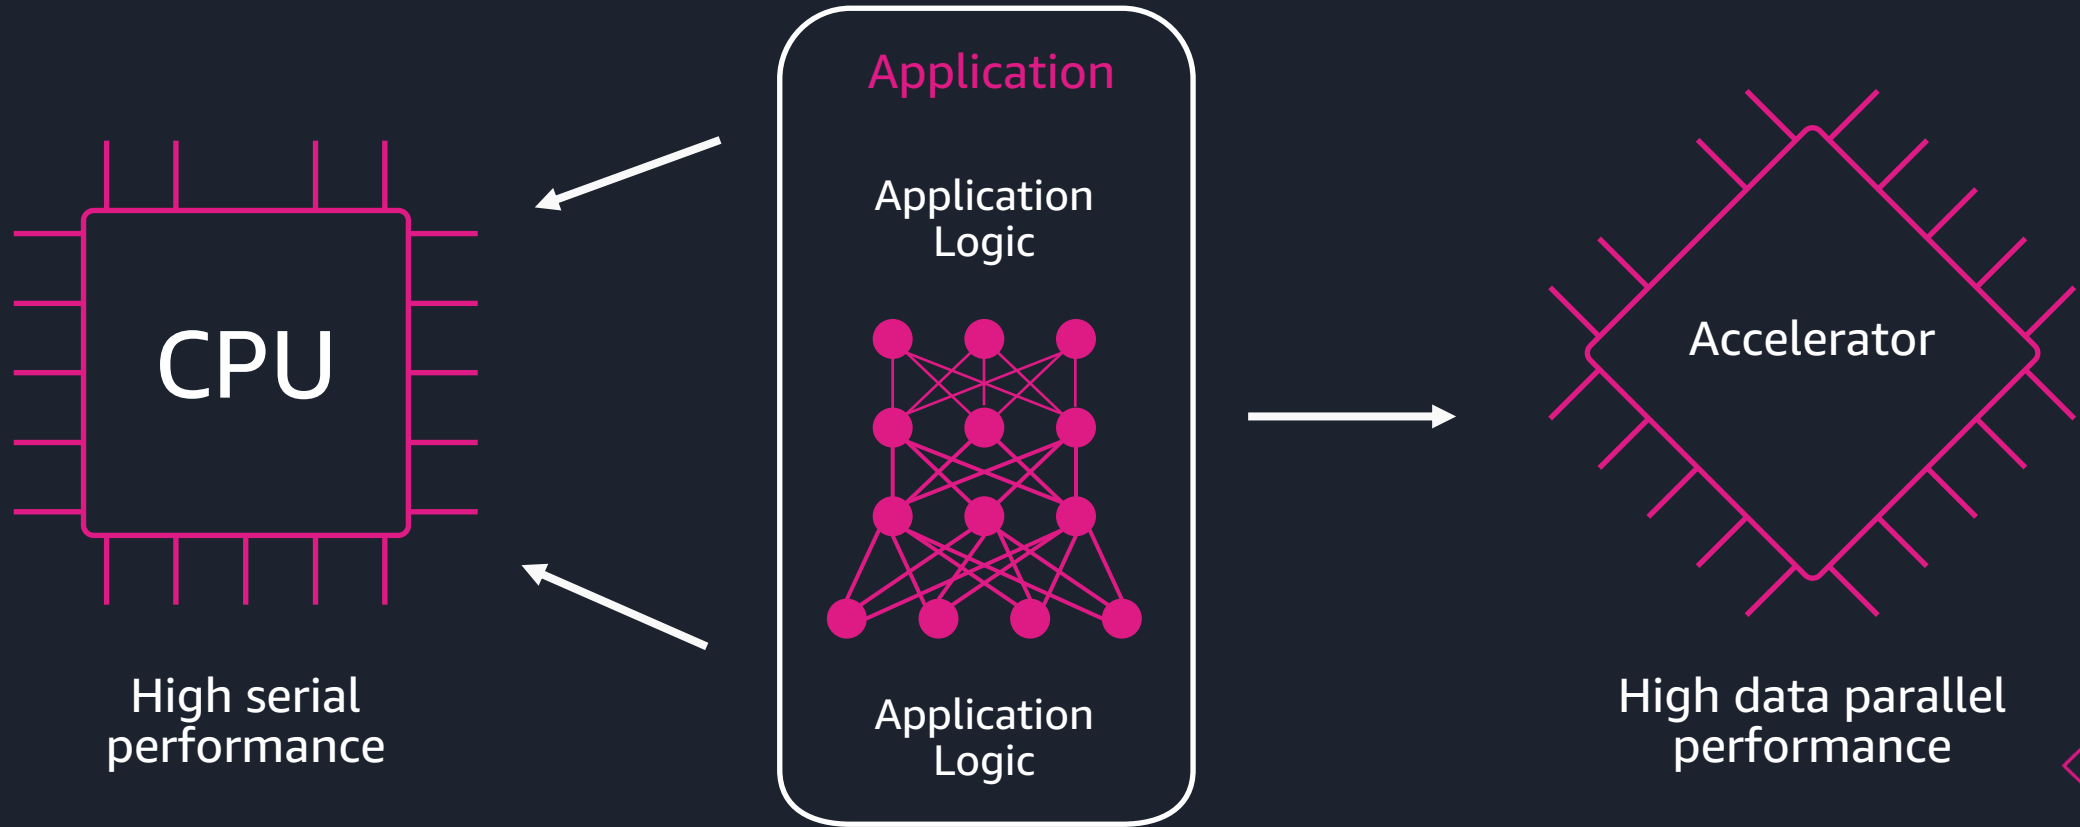 Application
Application
Logic
CPU
Accelerator
High serial
performance
Application
Logic
High data parallel
performance